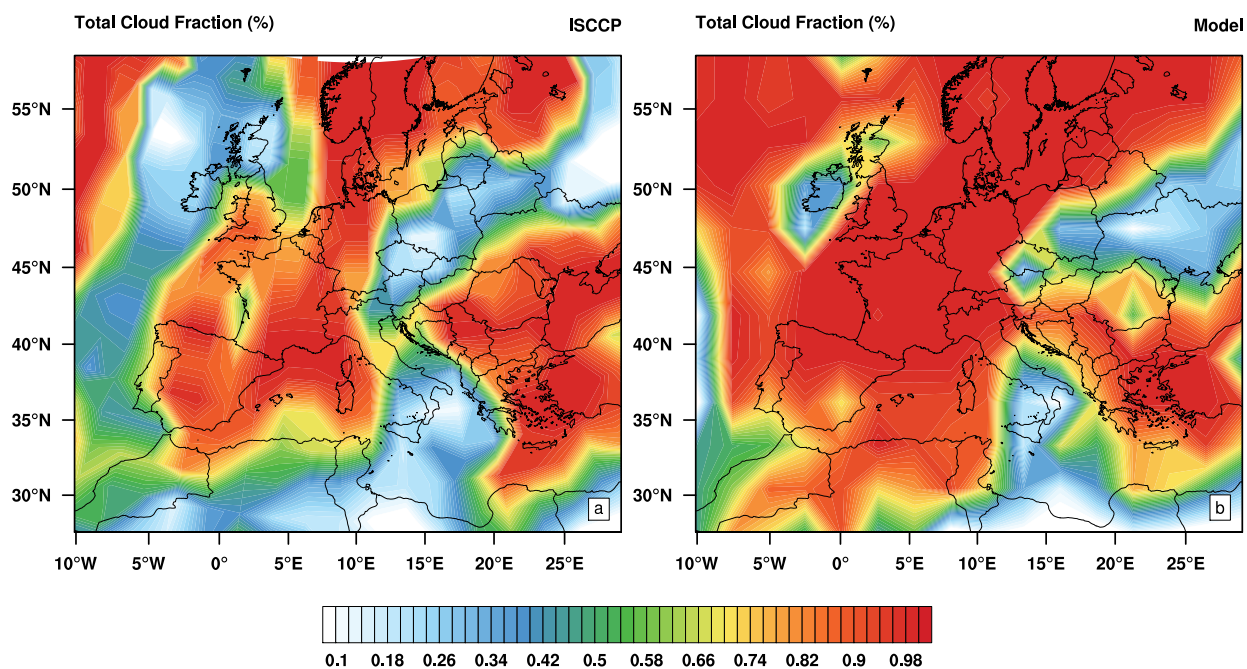 Total Cloud Fraction (%) ISCCP
Total Cloud Fraction (%) Model
55°N
50°N
45°N
40°N
35°N
30°N
a
10°W 5°W 0° 5°E 10°E 15°E 20°E 25°E
55°N
50°N
45°N
40°N
35°N
30°N
b
10°W 5°W 0° 5°E 10°E 15°E 20°E 25°E
0.1 0.18 0.26 0.34 0.42 0.5 0.58 0.66 0.74 0.82 0.9 0.98